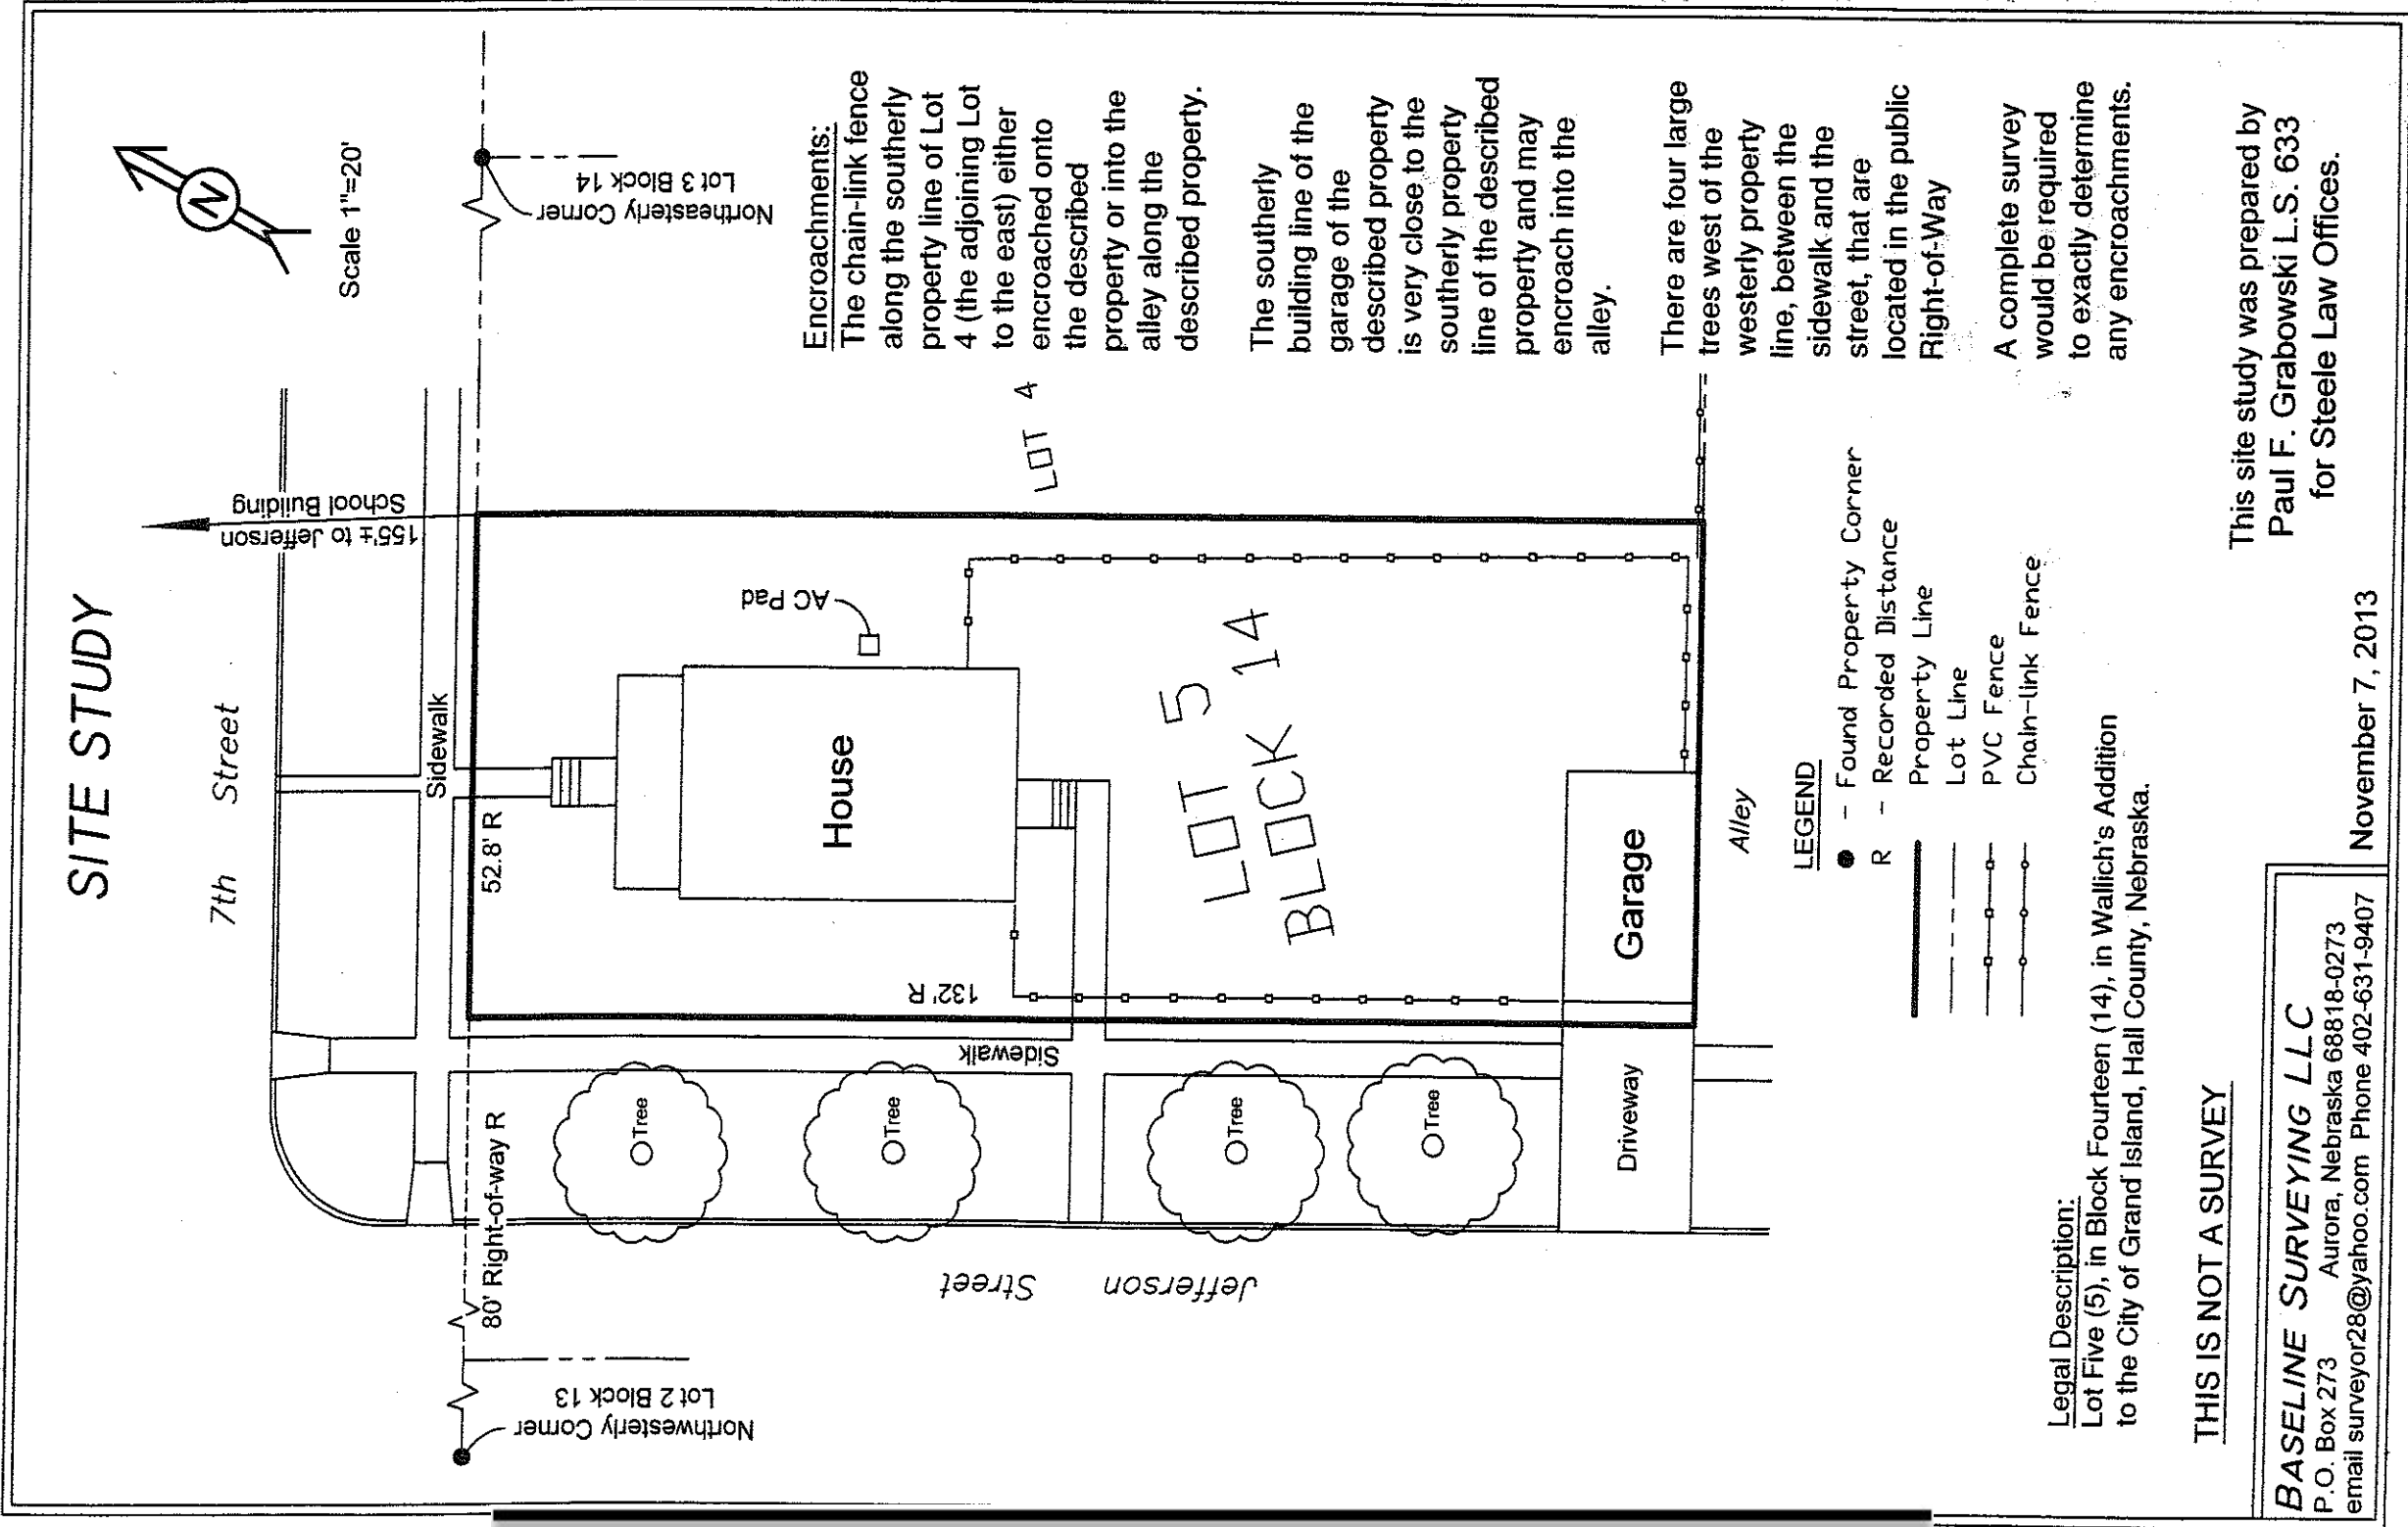 SITE STUDY
7th Street
Scale 1"=20'
N
155'± to Jefferson
School Building
Sidewalk
52.8' R
80' Right-of-way R
Northwesterly Corner
Lot 2 Block 13
Northeasterly Corner
Lot 3 Block 14
AC Pad
House
132' R
Sidewalk
Tree
Tree
Tree
Tree
Jefferson Street
LOT 4
LOT 5
BLOCK 14
Garage
Driveway
Alley
Encroachments:
The chain-link fence
along the southerly
property line of Lot
4 (the adjoining Lot
to the east) either
encroached onto
the described
property or into the
alley along the
described property.
The southerly
building line of the
garage of the
described property
is very close to the
southerly property
line of the described
property and may
encroach into the
alley.
There are four large
trees west of the
westerly property
line, between the
sidewalk and the
street, that are
located in the public
Right-of-Way
A complete survey
would be required
to exactly determine
any encroachments.
LEGEND
- Found Property Corner
R - Recorded Distance
Property Line
Lot Line
PVC Fence
Chain-link Fence
Legal Description:
Lot Five (5), in Block Fourteen (14), in Wallich's Addition
to the City of Grand Island, Hall County, Nebraska.
THIS IS NOT A SURVEY
This site study was prepared by
Paul F. Grabowski L.S. 633
for Steele Law Offices.
BASELINE SURVEYING LLC
P.O. Box 273 Aurora, Nebraska 68818-0273
email surveyor28@yahoo.com Phone 402-631-9407
November 7, 2013